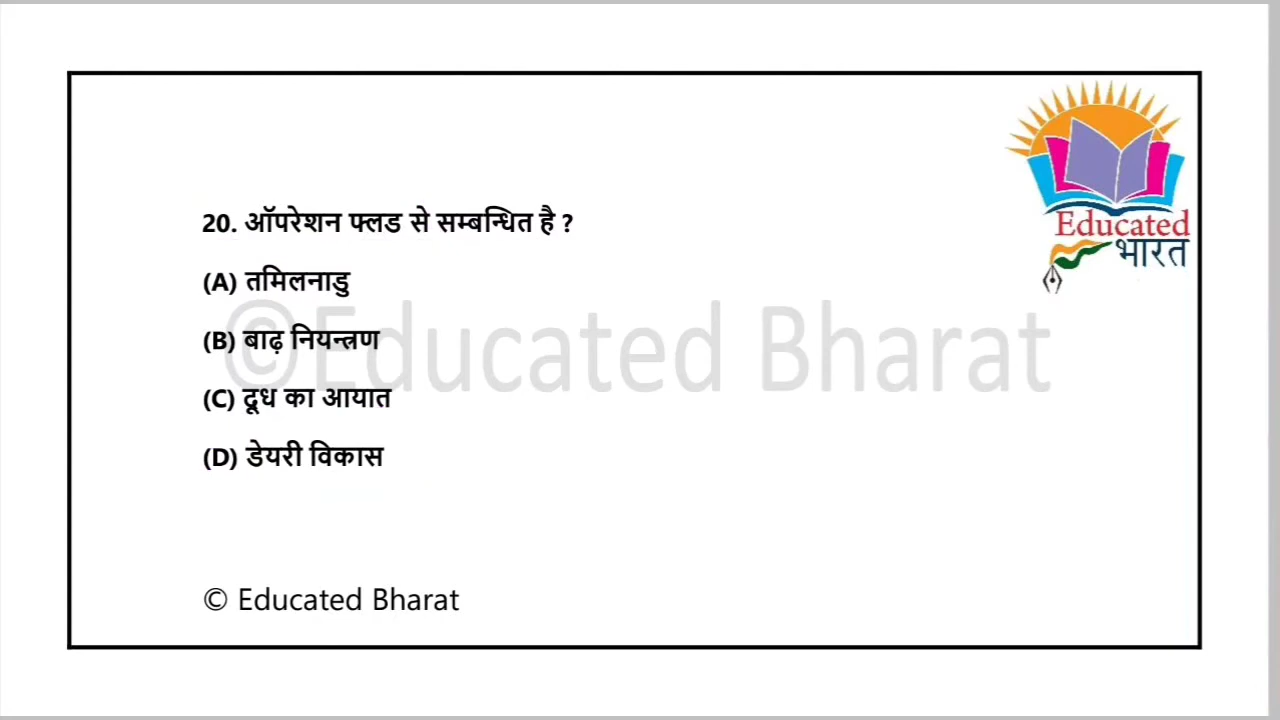 Educated
भारत
20. ऑपरेशन फ्लड से सम्बन्धित है ?
(A) तमिलनाडु
(B) बाढ़ नियन्त्रण
(C) दूध का आयात
(D) डेयरी विकास
©Educated Bharat
© Educated Bharat